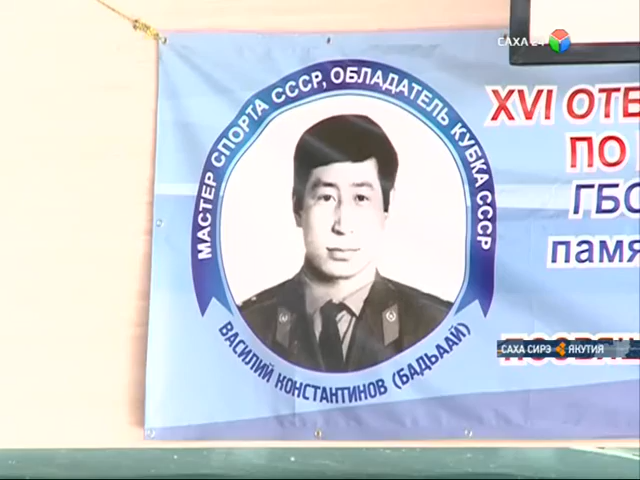 САХА 24
МАСТЕР СПОРТА СССР, ОБЛАДАТЕЛЬ КУБКА СССР
ВАСИЛИЙ КОНСТАНТИНОВ (БАДЬААЙ)
XVI ОТ
ПО
ГБО
памя
САХА СИРЭ ЯКУТИЯ